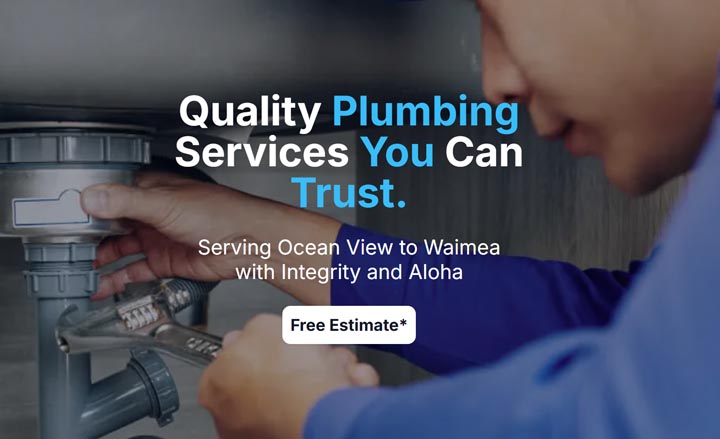 Quality Plumbing
Services You Can
Trust.
Serving Ocean View to Waimea
with Integrity and Aloha
Free Estimate*